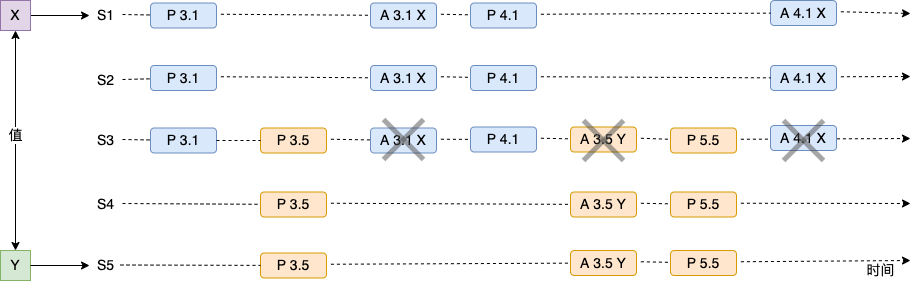 X S1 P 3.1 A 3.1 X P 4.1 A 4.1 X
S2 P 3.1 A 3.1 X P 4.1 A 4.1 X
值 S3 P 3.1 P 3.5 A 3.1 X P 4.1 A 3.5 Y P 5.5 A 4.1 X
S4 P 3.5 A 3.5 Y P 5.5
Y S5 P 3.5 A 3.5 Y P 5.5
时间